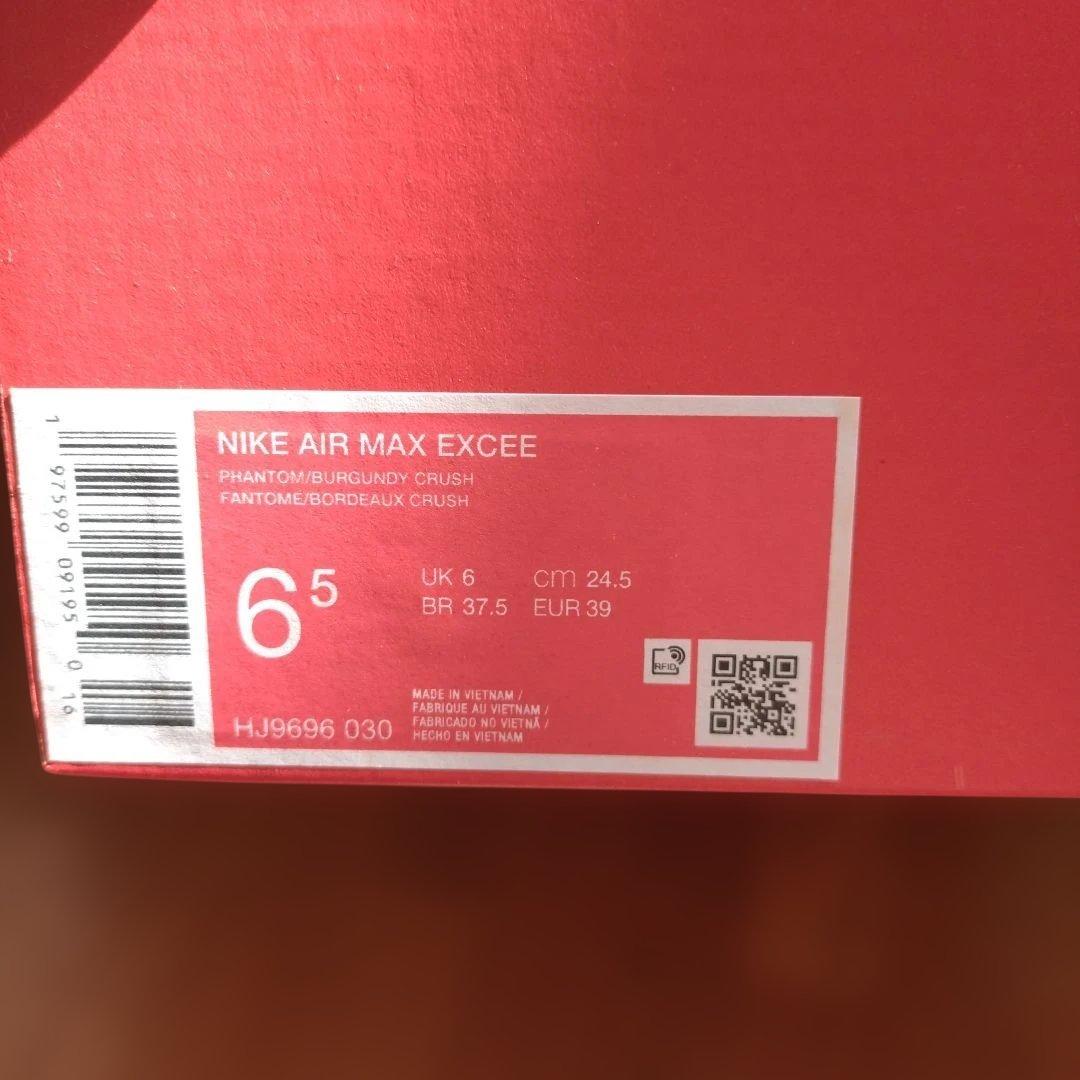 NIKE AIR MAX EXCEE
PHANTOM/BURGUNDY CRUSH
FANTOME/BORDEAUX CRUSH
6 5
UK 6 cm 24.5
BR 37.5 EUR 39
RFID
HJ9696 030
MADE IN VIETNAM /
FABRIQUE AU VIETNAM /
FABRICADO NO VIETNÃ /
HECHO EN VIETNAM
1 97599 09195 0 16